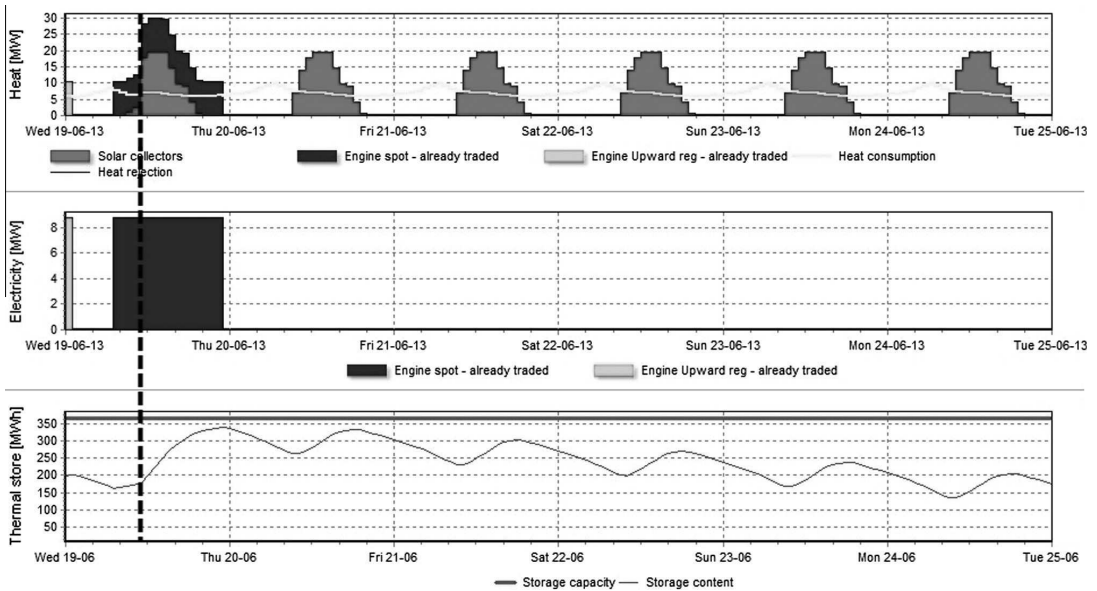 Heat [MW]
30
25
20
15
10
5
0
Wed 19-06-13 Thu 20-06-13 Fri 21-06-13 Sat 22-06-13 Sun 23-06-13 Mon 24-06-13 Tue 25-06-13
Solar collectors Engine spot - already traded Engine Upward reg - already traded Heat consumption
Heat rejection
Electricity [MW]
8
6
4
2
0
Wed 19-06-13 Thu 20-06-13 Fri 21-06-13 Sat 22-06-13 Sun 23-06-13 Mon 24-06-13 Tue 25-06-13
Engine spot - already traded Engine Upward reg - already traded
Thermal store [MWh]
350
300
250
200
150
100
50
Wed 19-06 Thu 20-06 Fri 21-06 Sat 22-06 Sun 23-06 Mon 24-06 Tue 25-06
Storage capacity Storage content